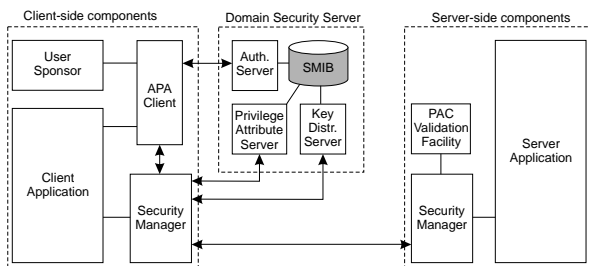 Client-side components
Domain Security Server
Server-side components
User
Sponsor
APA
Client
Client
Application
Security
Manager
Auth.
Server
SMIB
Privilege
Attribute
Server
Key
Distr.
Server
PAC
Validation
Facility
Security
Manager
Server
Application